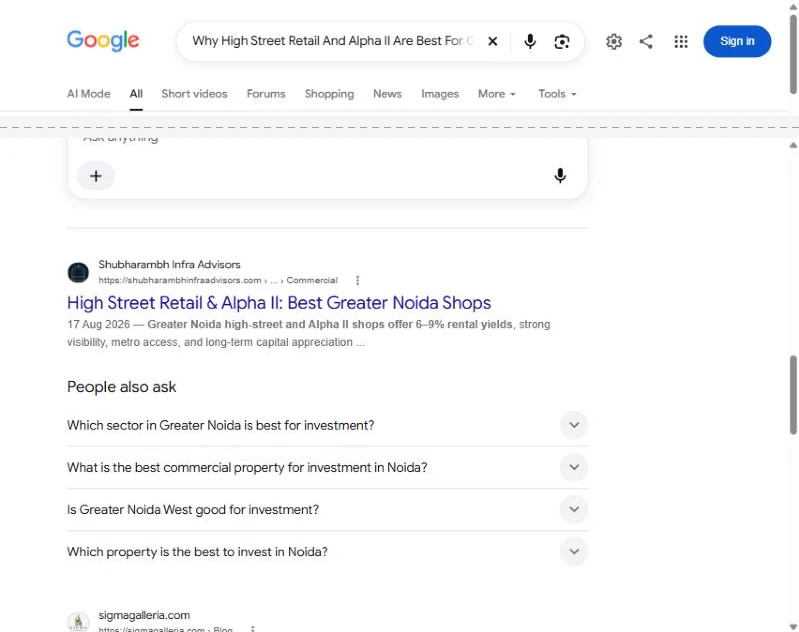 Google
Why High Street Retail And Alpha II Are Best For G
Sign in
AI Mode All Short videos Forums Shopping News Images More Tools
Ask anything
Shubharambh Infra Advisors
https://shubharambhinfraadvisors.com › ... › Commercial
High Street Retail & Alpha II: Best Greater Noida Shops
17 Aug 2026 — Greater Noida high-street and Alpha II shops offer 6–9% rental yields, strong
visibility, metro access, and long-term capital appreciation ...
People also ask
Which sector in Greater Noida is best for investment?
What is the best commercial property for investment in Noida?
Is Greater Noida West good for investment?
Which property is the best to invest in Noida?
sigmagalleria.com
https://sigmagalleria.com › Blog